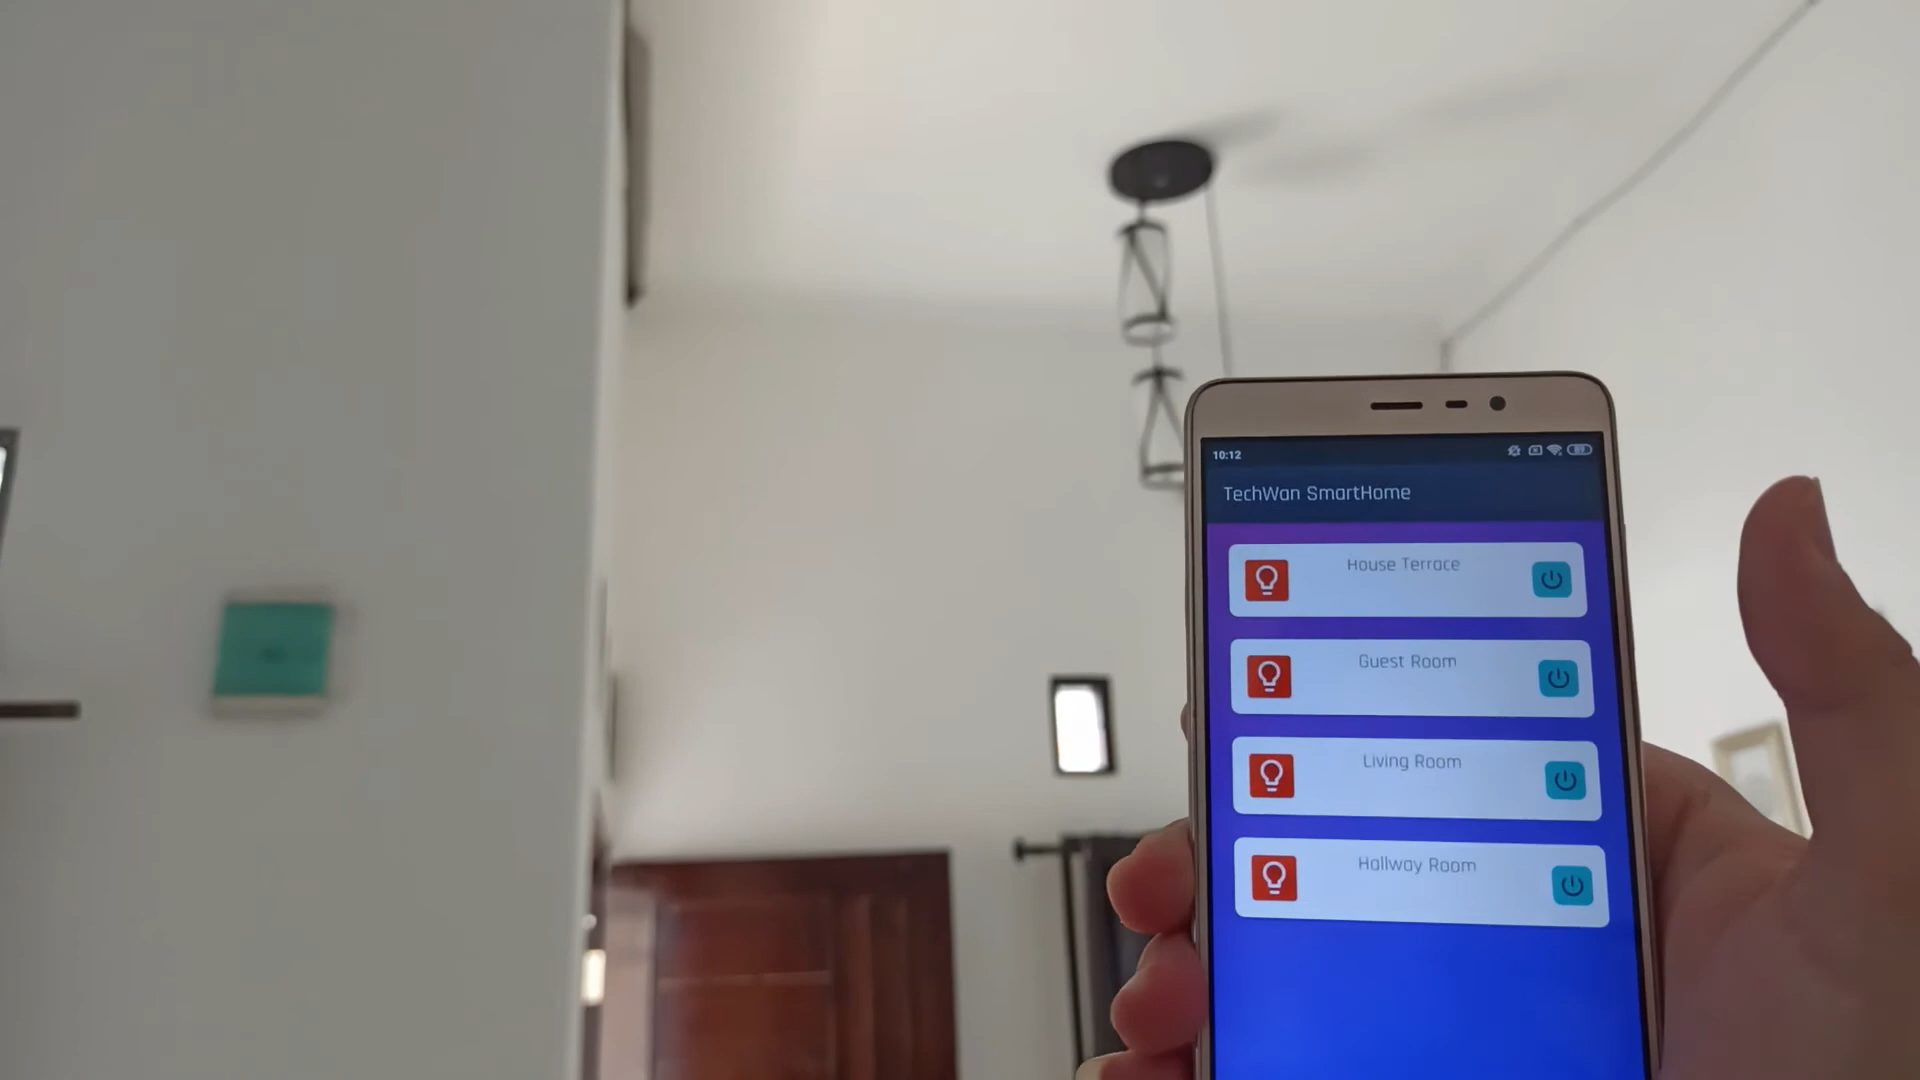 10:12
TechWan SmartHome
House Terrace
Guest Room
Living Room
Hallway Room